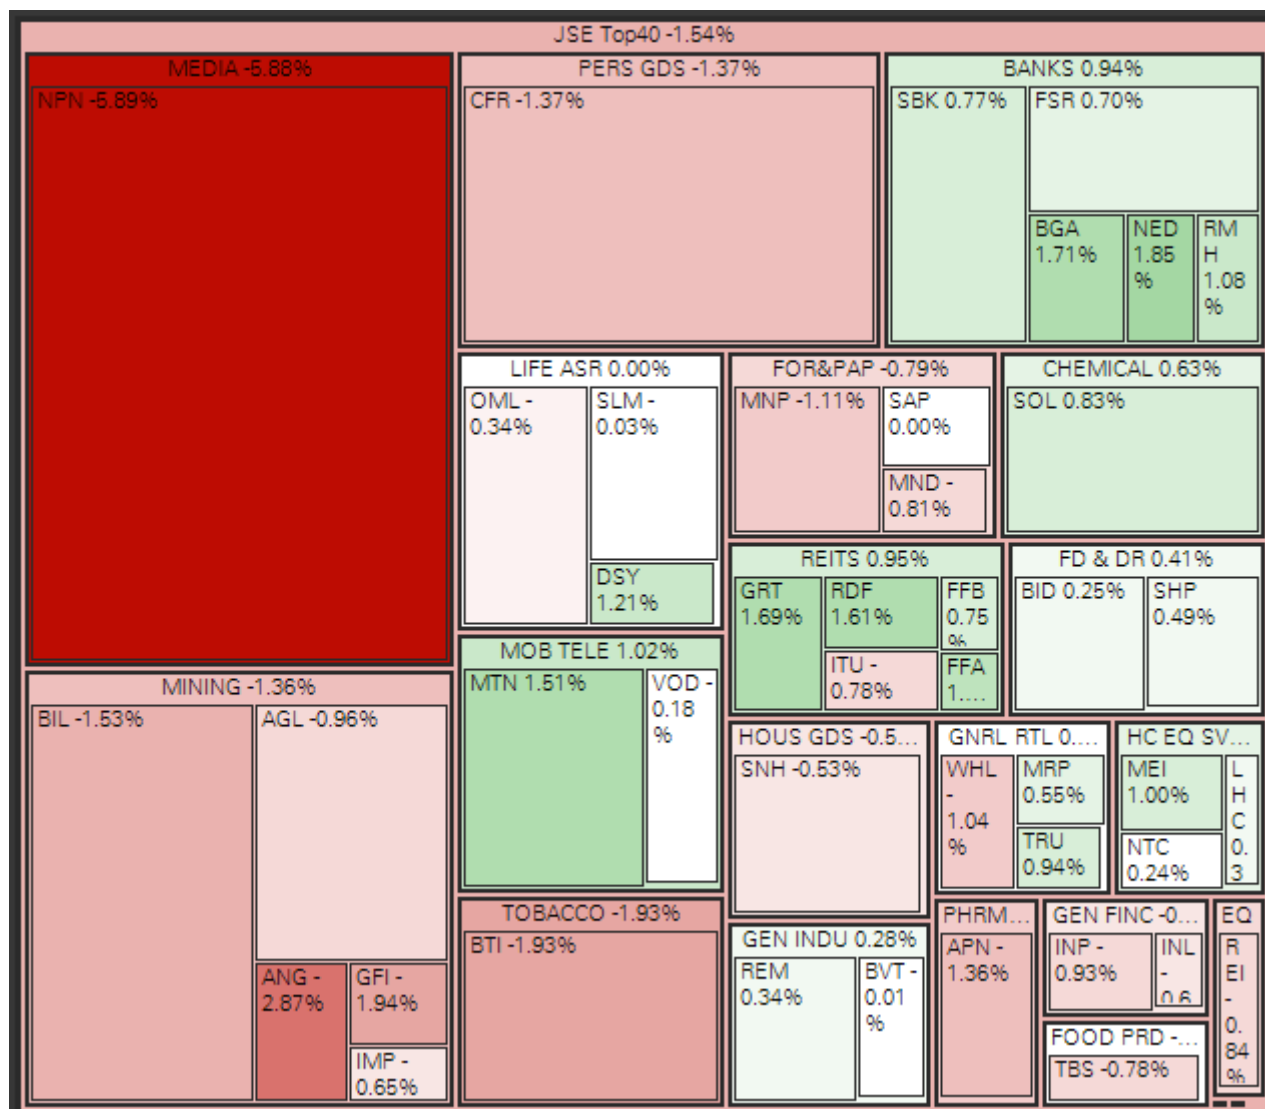 JSE Top40 -1.54%
MEDIA -5.88%
NPN -5.89%
PERS GDS -1.37%
CFR -1.37%
BANKS 0.94%
SBK 0.77%
FSR 0.70%
BGA
1.71%
NED
1.85
%
RM
H
1.08
%
LIFE ASR 0.00%
OML -
0.34%
SLM -
0.03%
DSY
1.21%
FOR&PAP -0.79%
MNP -1.11%
SAP
0.00%
MND -
0.81%
CHEMICAL 0.63%
SOL 0.83%
REITS 0.95%
GRT
1.69%
RDF
1.61%
ITU -
0.78%
FFB
0.75
%
FFA
1....
FD & DR 0.41%
BID 0.25%
SHP
0.49%
MOB TELE 1.02%
MTN 1.51%
VOD -
0.18
%
MINING -1.36%
BIL -1.53%
AGL -0.96%
ANG -
2.87%
GFI -
1.94%
IMP -
0.65%
HOUS GDS -0.5...
SNH -0.53%
GNRL RTL 0....
WHL
-
1.04
%
MRP
0.55%
TRU
0.94%
HC EQ SV...
MEI
1.00%
NTC
0.24%
L
H
C
0.
3
TOBACCO -1.93%
BTI -1.93%
GEN INDU 0.28%
REM
0.34%
BVT -
0.01
%
PHRM...
APN -
1.36%
GEN FINC -0...
INP -
0.93%
INL
-
0.6
FOOD PRD -...
TBS -0.78%
EQ
R
EI
-
0.
84
%